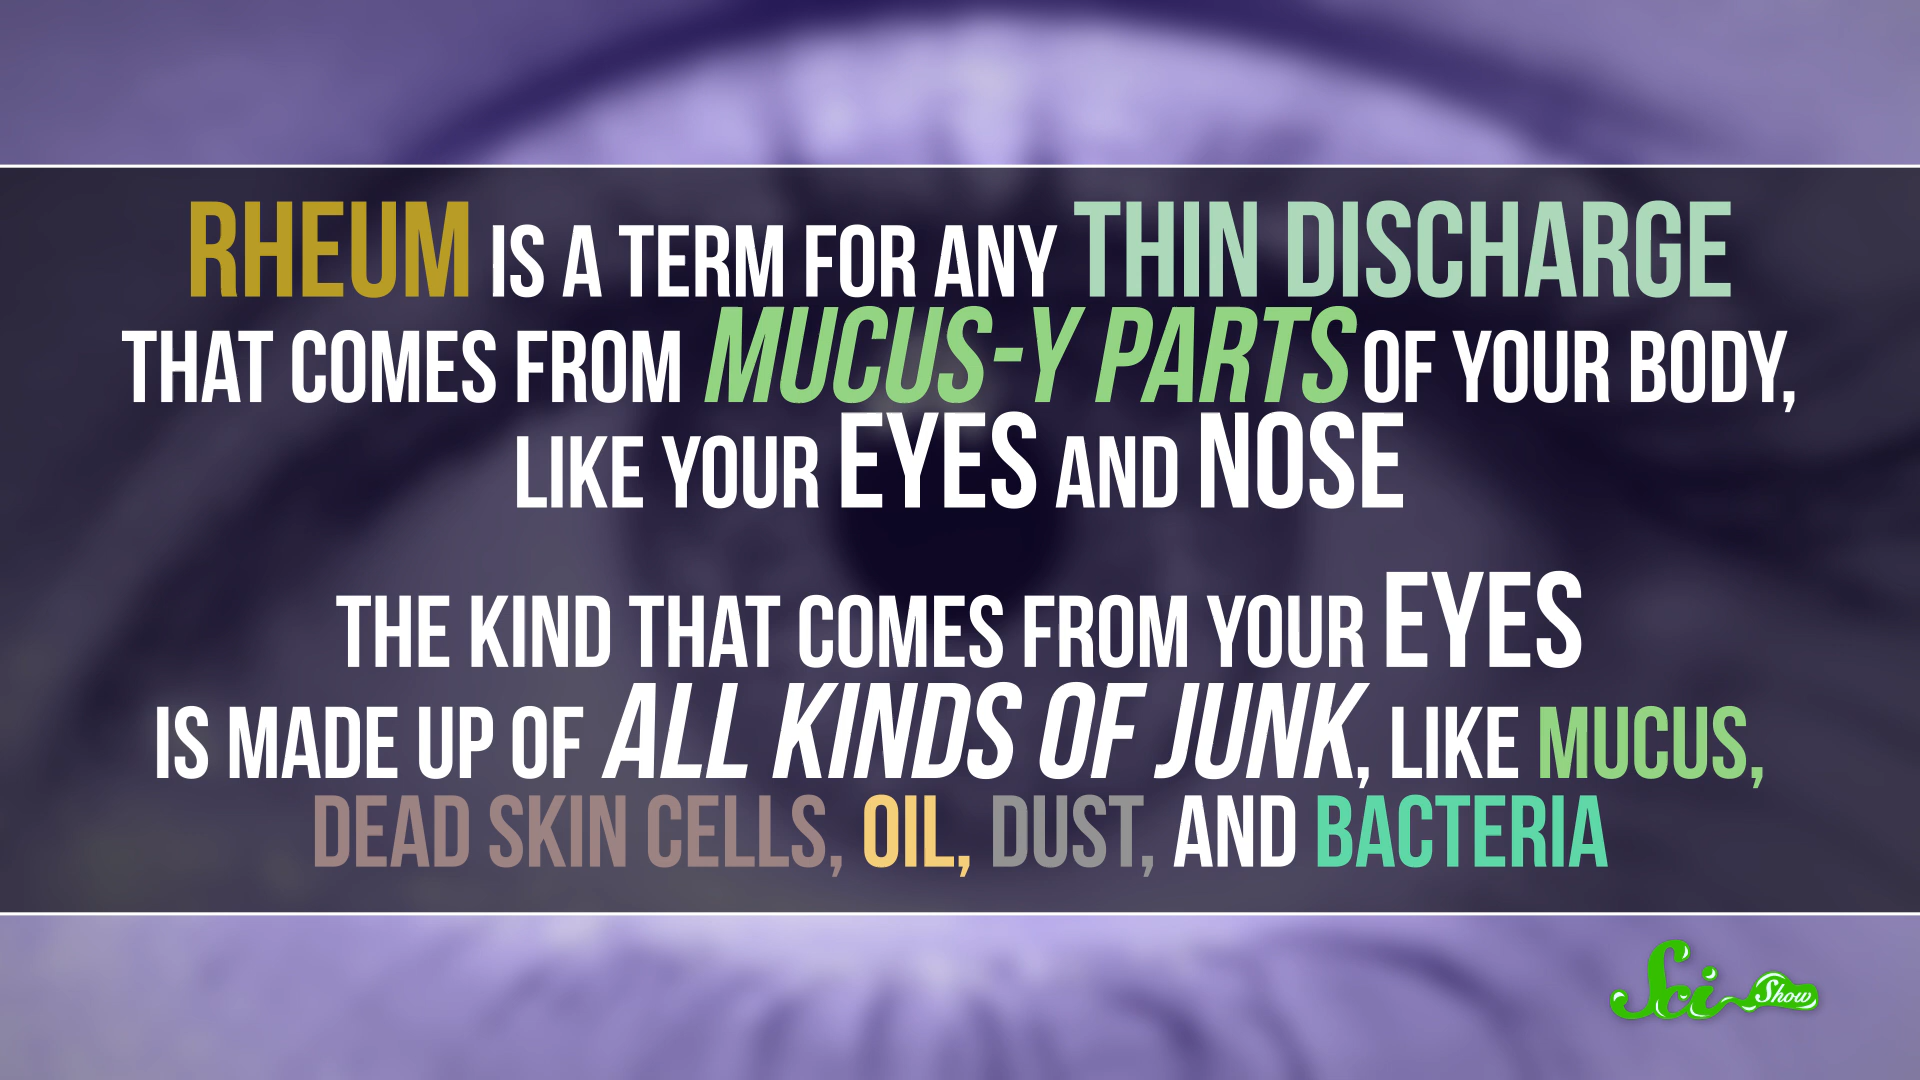 RHEUM IS A TERM FOR ANY THIN DISCHARGE
THAT COMES FROM MUCUS-Y PARTS OF YOUR BODY,
LIKE YOUR EYES AND NOSE
THE KIND THAT COMES FROM YOUR EYES
IS MADE UP OF ALL KINDS OF JUNK, LIKE MUCUS,
DEAD SKIN CELLS, OIL, DUST, AND BACTERIA
Sci Show